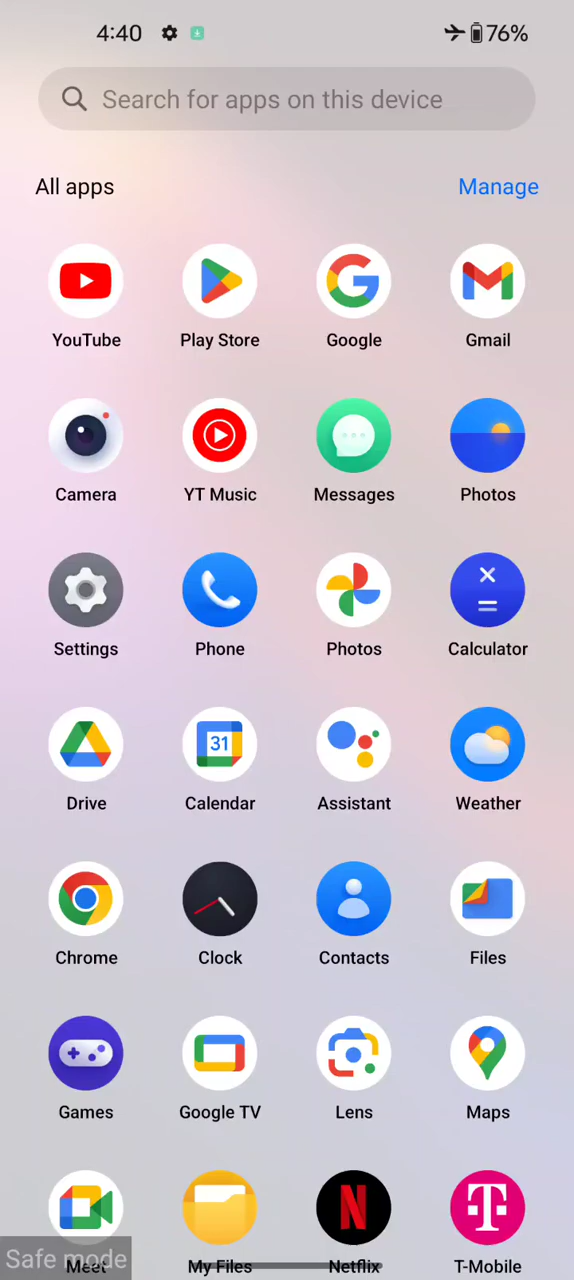 4:40 76%
Search for apps on this device
All apps Manage
YouTube Play Store Google Gmail
Camera YT Music Messages Photos
Settings Phone Photos Calculator
31
Drive Calendar Assistant Weather
Chrome Clock Contacts Files
Games Google TV Lens Maps
Meet My Files Netflix T-Mobile
Safe mode